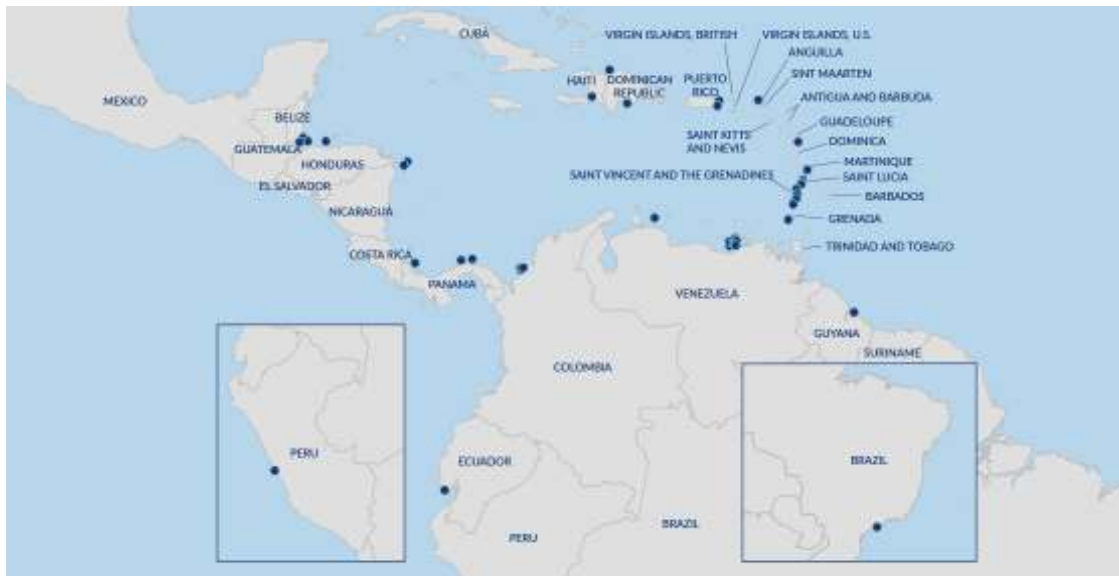 CUBA
VIRGIN ISLANDS, BRITISH
VIRGIN ISLANDS, U.S.
ANGUILLA
HAITI
DOMINICAN
REPUBLIC
PUERTO
RICO
SINT MAARTEN
MEXICO
ANTIGUA AND BARBUDA
BELIZE
GUADELOUPE
SAINT KITTS
AND NEVIS
DOMINICA
GUATEMALA
HONDURAS
MARTINIQUE
SAINT VINCENT AND THE GRENADINES
SAINT LUCIA
EL SALVADOR
BARBADOS
NICARAGUA
GRENADA
COSTA RICA
TRINIDAD AND TOBAGO
PANAMA
VENEZUELA
GUYANA
SURINAME
COLOMBIA
PERU
ECUADOR
BRAZIL
BRAZIL
PERU